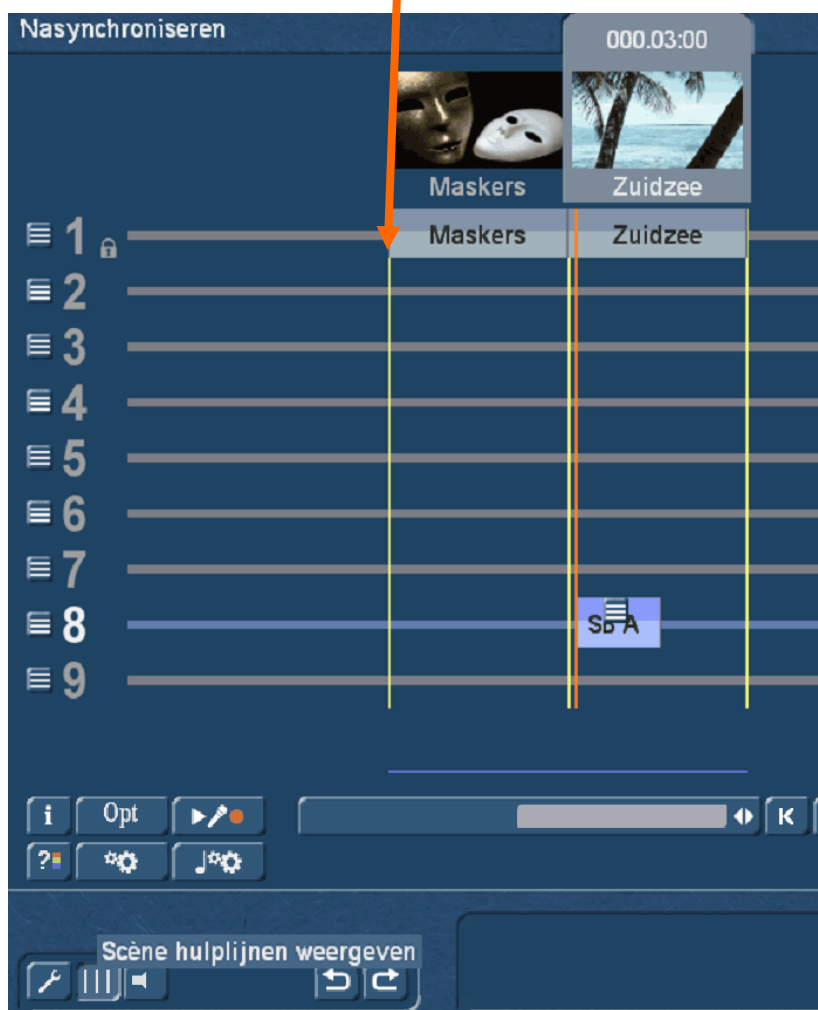 Nasynchroniseren
000.03:00
Maskers
Zuidzee
1
Maskers
Zuidzee
2
3
4
5
6
7
8
A
9
i
Opt
K
?
Scène hulplijnen weergeven